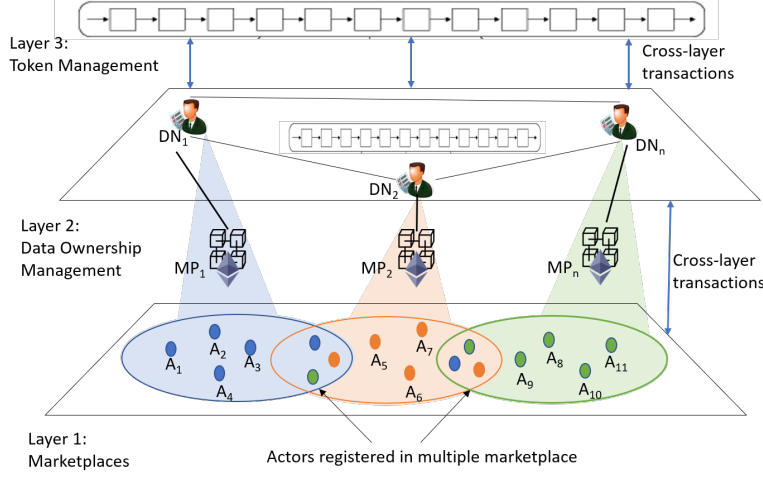 Layer 3:
Token Management
Cross-layer
transactions
DN₁
DNₙ
DN₂
Layer 2:
Data Ownership
Management
MP₁
MP₂
MPₙ
Cross-layer
transactions
A₁
A₂
A₃
A₄
A₅
A₆
A₇
A₈
A₉
A₁₀
A₁₁
Layer 1:
Marketplaces
Actors registered in multiple marketplace